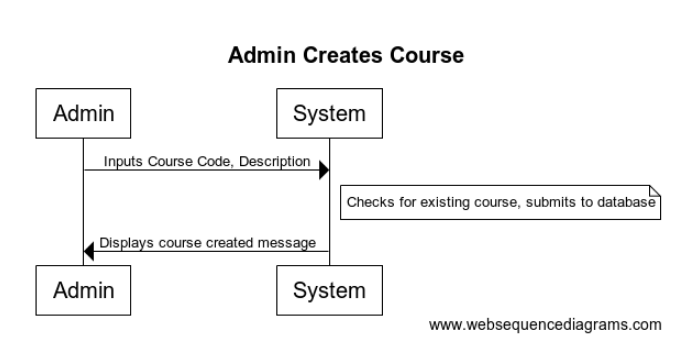 Admin Creates Course
Admin
System
Inputs Course Code, Description
Checks for existing course, submits to database
Displays course created message
Admin
System
www.websequencediagrams.com